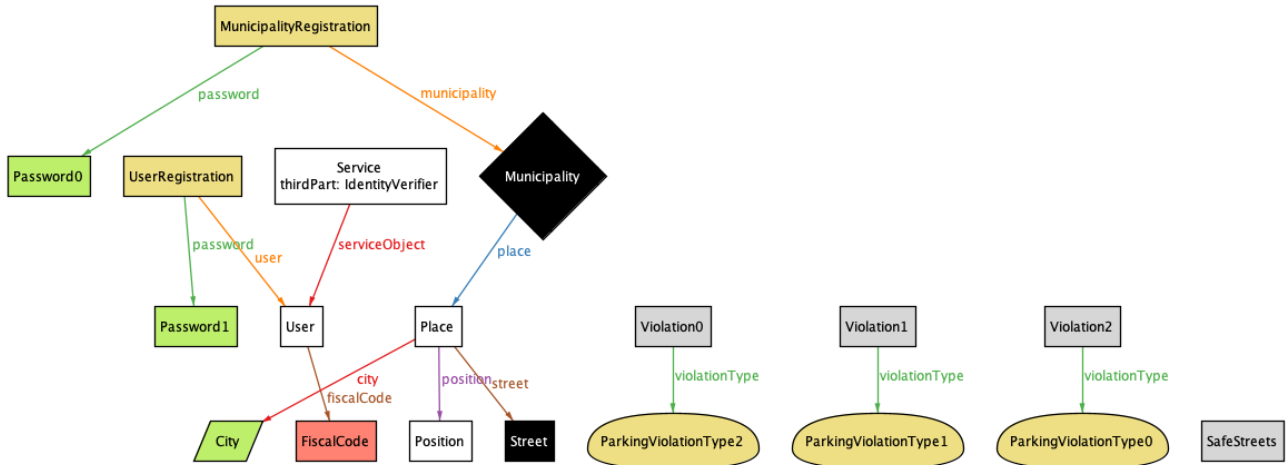 MunicipalityRegistration
password
municipality
Password0
UserRegistration
Service
thirdPart: IdentityVerifier
Municipality
password
user
serviceObject
place
Password1
User
Place
Violation0
Violation1
Violation2
city
position
street
fiscalCode
violationType
violationType
violationType
City
FiscalCode
Position
Street
ParkingViolationType2
ParkingViolationType1
ParkingViolationType0
SafeStreets